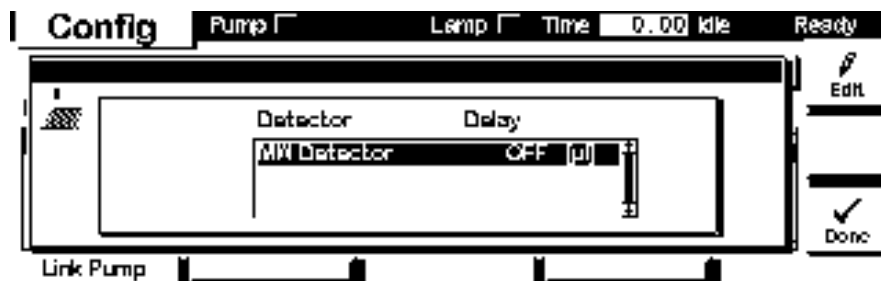 Config Pump Lamp Time 0.00 Idle Ready
Edit
Detector Delay
MW Detector OFF [µl]
Done
Link Pump